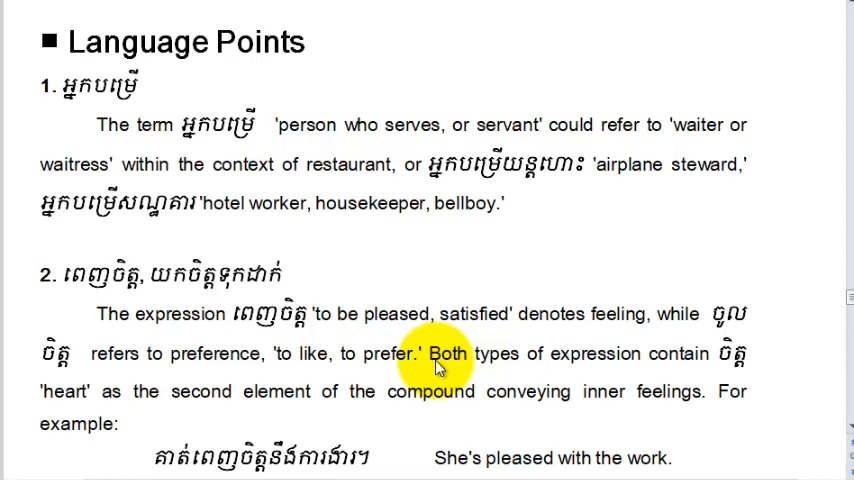 ■ Language Points
1. អ្នកបម្រើ
The term អ្នកបម្រើ 'person who serves, or servant' could refer to 'waiter or
waitress' within the context of restaurant, or អ្នកបម្រើយន្តហោះ 'airplane steward,'
អ្នកបម្រើសណ្ឋាគារ 'hotel worker, housekeeper, bellboy.'
2. ពេញចិត្ត, យកចិត្តទុកដាក់
The expression ពេញចិត្ត 'to be pleased, satisfied' denotes feeling, while ចូល
ចិត្ត refers to preference, 'to like, to prefer.' Both types of expression contain ចិត្ត
'heart' as the second element of the compound conveying inner feelings. For
example:
គាត់ពេញចិត្តនឹងការងារ។ She's pleased with the work.